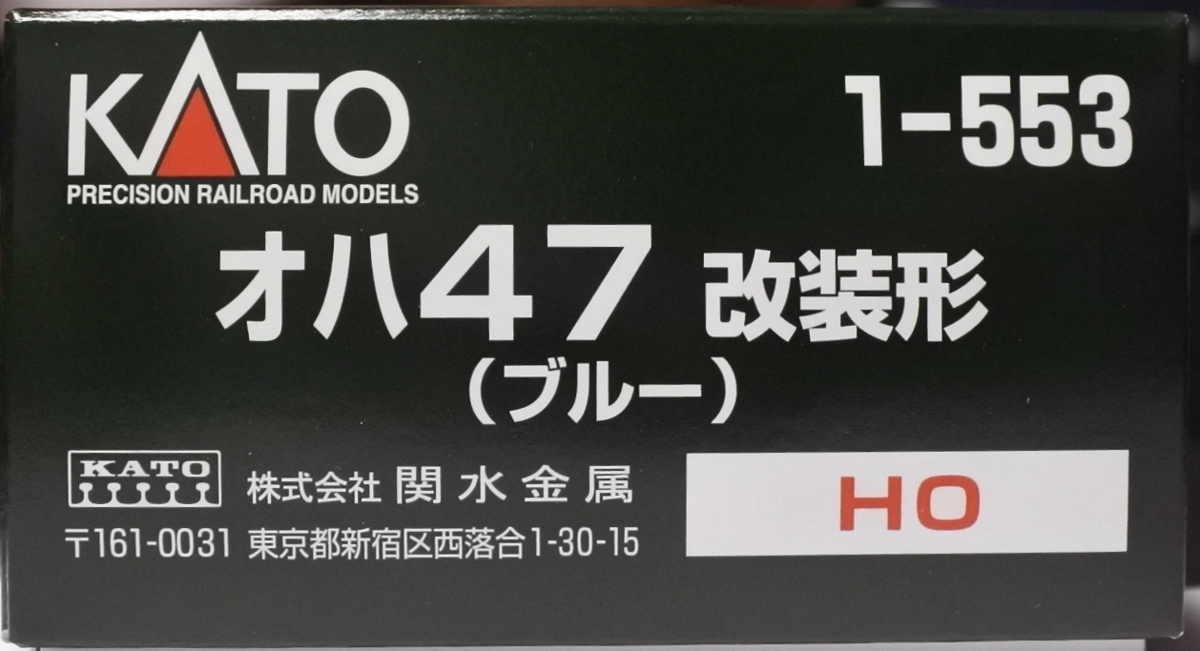 KATO
1-553
PRECISION RAILROAD MODELS
オハ47 改装形
(ブルー)
KATO
株式会社 関水金属
HO
〒161-0031 東京都新宿区西落合1-30-15